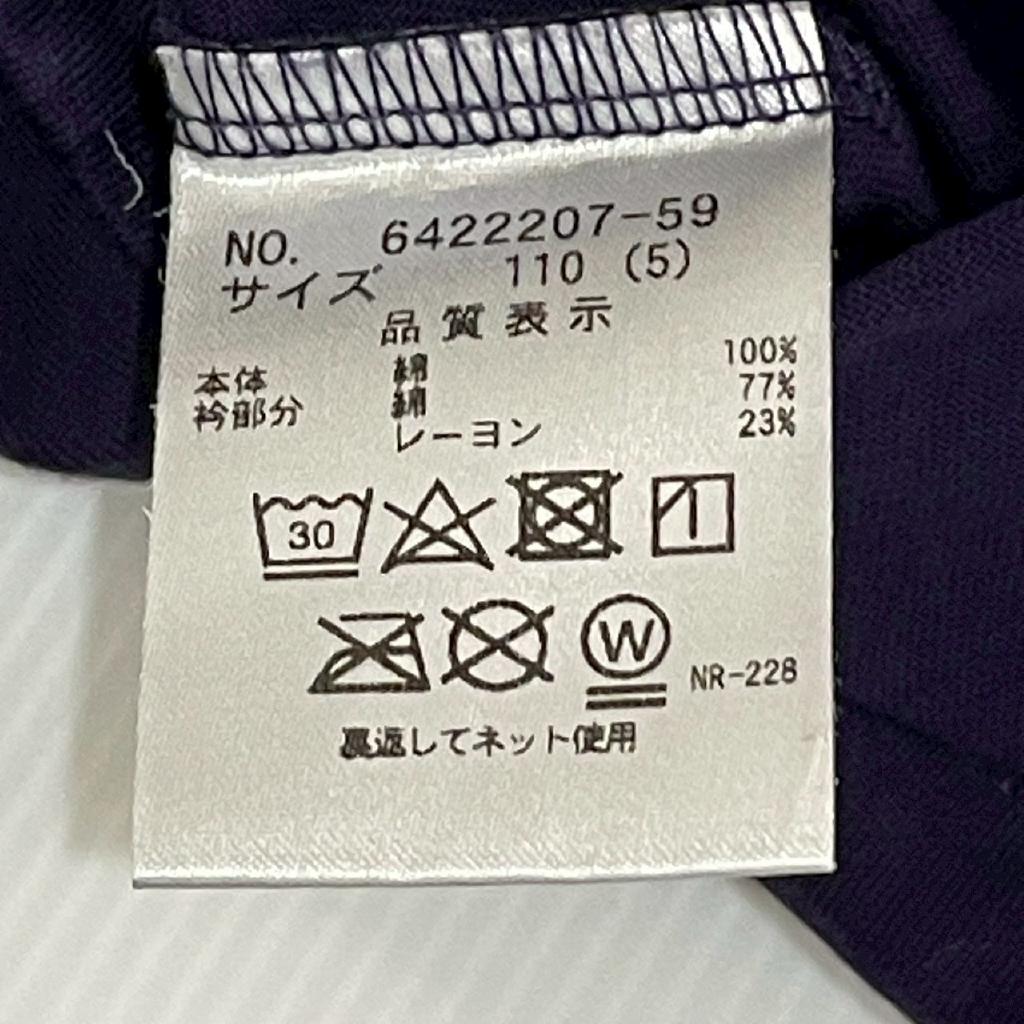 NO. 6422207-59
サイズ 110 (5)
品質表示
本体 綿 100%
衿部分 綿 77%
レーヨン 23%
30
W
NR-228
裏返してネット使用